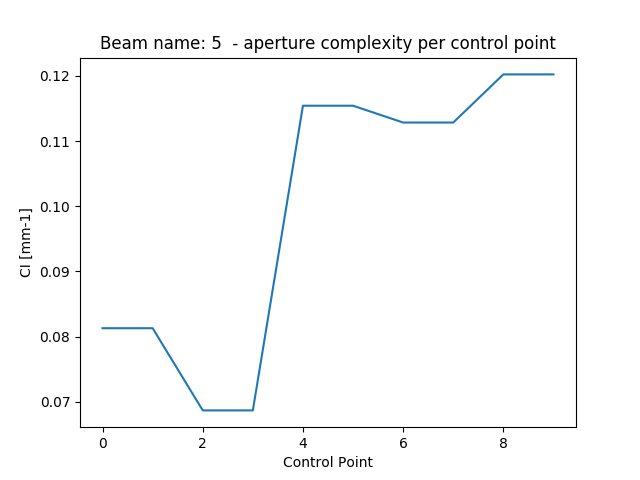 Beam name: 5  - aperture complexity per control point
0.12
0.11
0.10
0.09
0.08
0.07
CI [mm-1]
0 2 4 6 8
Control Point